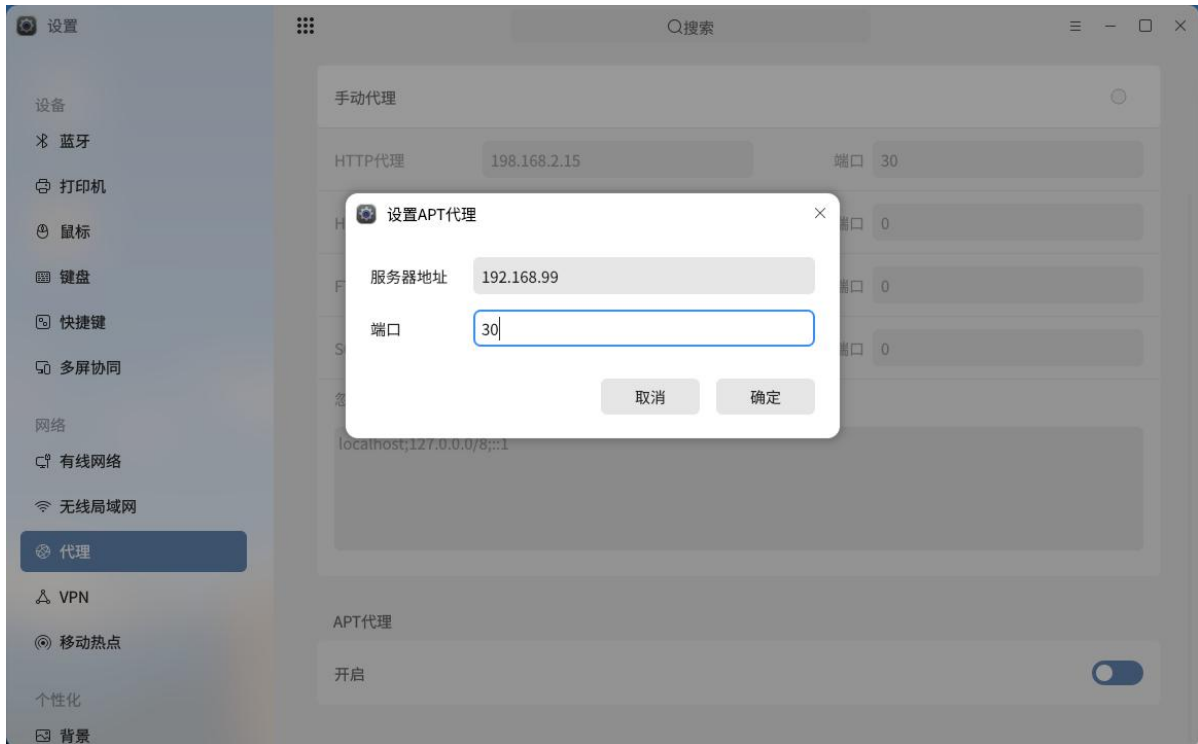 设置
搜索
设备
蓝牙
打印机
鼠标
键盘
快捷键
多屏协同
网络
有线网络
无线局域网
代理
VPN
移动热点
个性化
背景
手动代理
HTTP代理 198.168.2.15 端口 30
H 端口 0
F 端口 0
S 端口 0
忽
localhost;127.0.0.0/8;::1
设置APT代理
服务器地址 192.168.99
端口 30
取消 确定
APT代理
开启